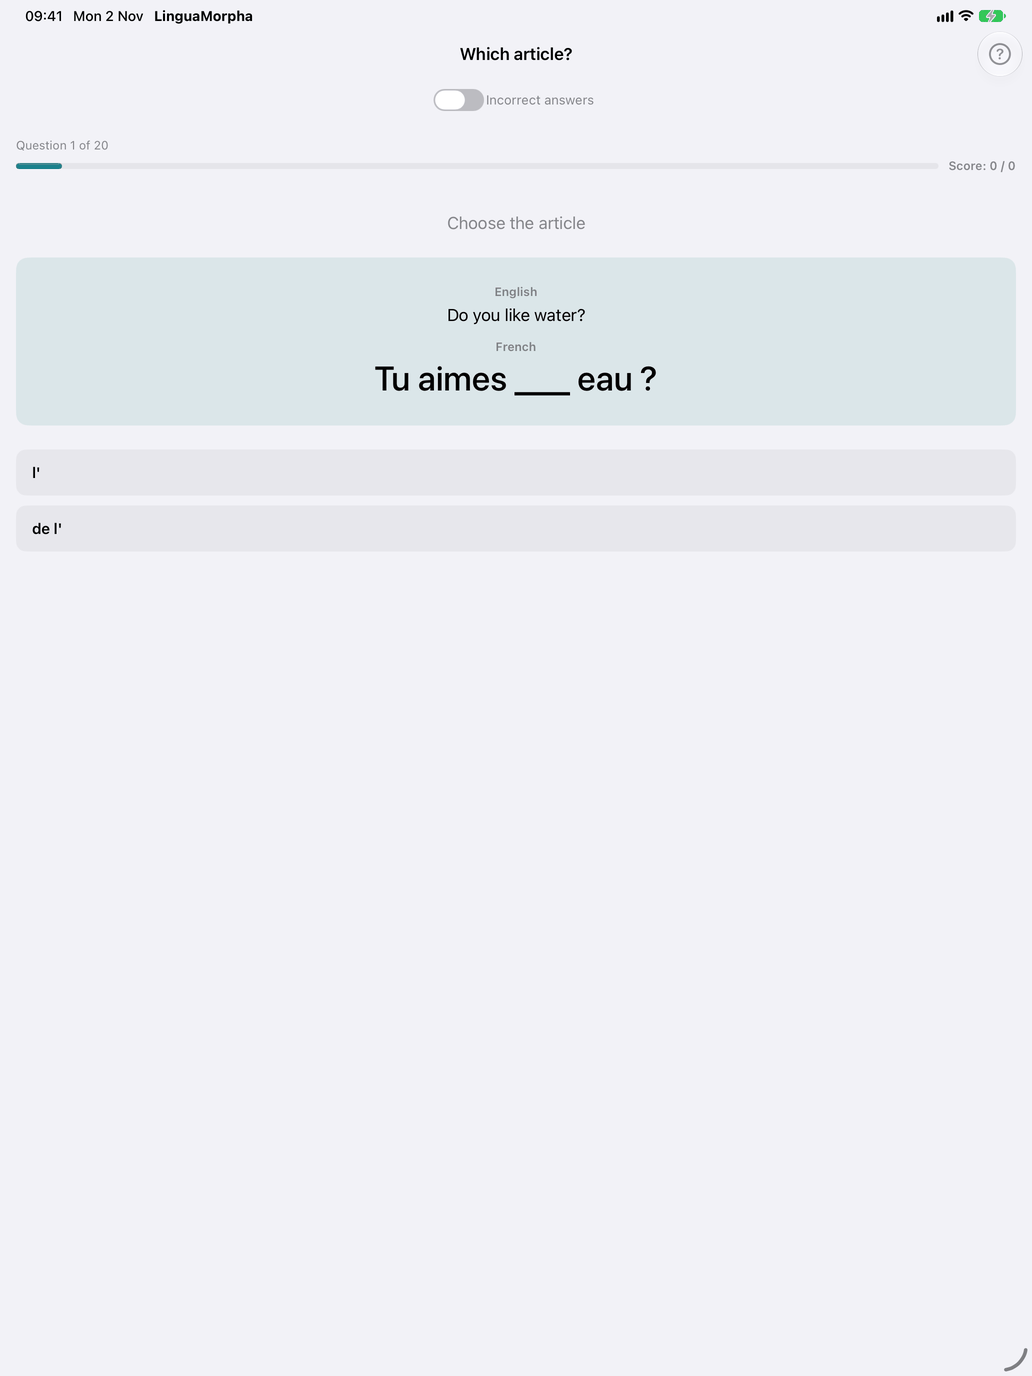 09:41 Mon 2 Nov LinguaMorpha
Which article?
Incorrect answers
Question 1 of 20
Score: 0 / 0
Choose the article
English
Do you like water?
French
Tu aimes ____ eau ?
l'
de l'